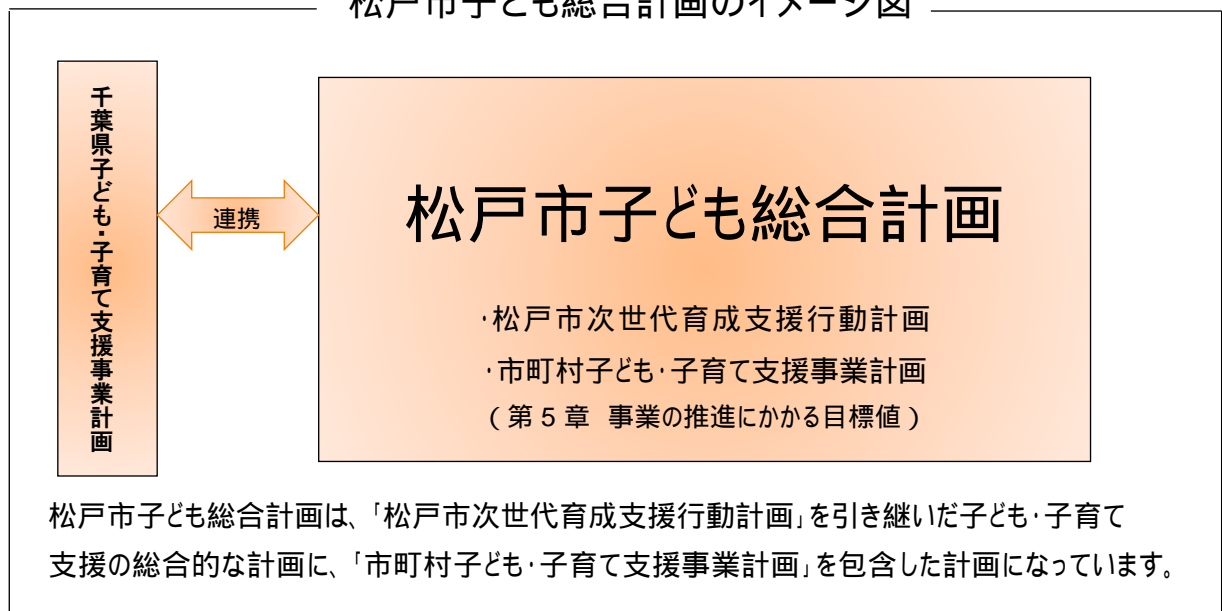 松戸市子ども総合計画のイメージ図
千葉県子ども・子育て支援事業計画
連携
松戸市子ども総合計画
・松戸市次世代育成支援行動計画
・市町村子ども・子育て支援事業計画
(第5章 事業の推進にかかる目標値)
松戸市子ども総合計画は、「松戸市次世代育成支援行動計画」を引き継いだ子ども・子育て
支援の総合的な計画に、「市町村子ども・子育て支援事業計画」を包含した計画になっています。